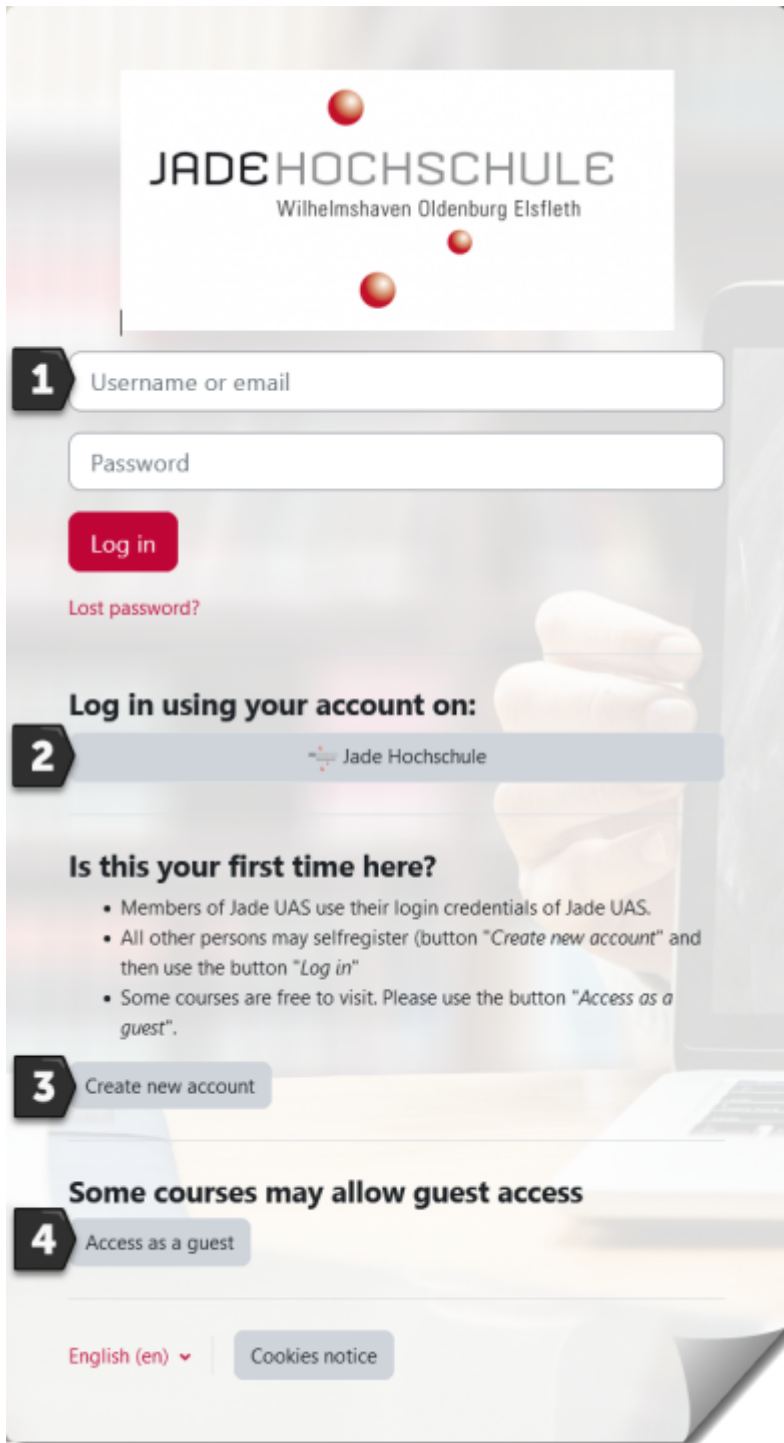 JADEHOCHSCHULE
Wilhelmshaven Oldenburg Elsfleth
1
Username or email
Password
Log in
Lost password?
Log in using your account on:
2
Jade Hochschule
Is this your first time here?
• Members of Jade UAS use their login credentials of Jade UAS.
• All other persons may selfregister (button "Create new account" and
then use the button "Log in"
• Some courses are free to visit. Please use the button "Access as a
guest".
3
Create new account
Some courses may allow guest access
4
Access as a guest
English (en)
Cookies notice